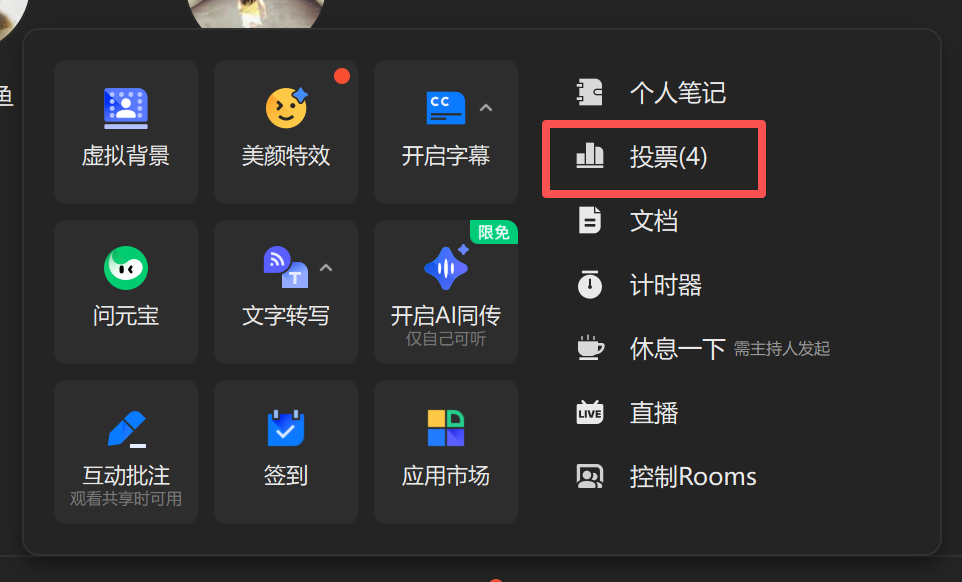 鱼
虚拟背景
美颜特效
CC
开启字幕
问元宝
T
文字转写
限免
开启AI同传
仅自己可听
互动批注
观看共享时可用
签到
应用市场
个人笔记
投票(4)
文档
计时器
休息一下 需主持人发起
LIVE 直播
控制Rooms